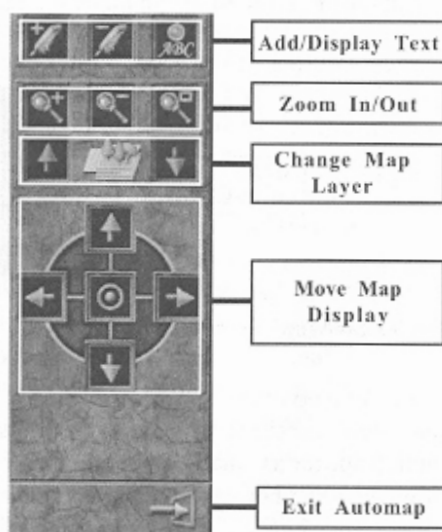 ABC
Add/Display Text
Zoom In/Out
Change Map
Layer
Move Map
Display
Exit Automap